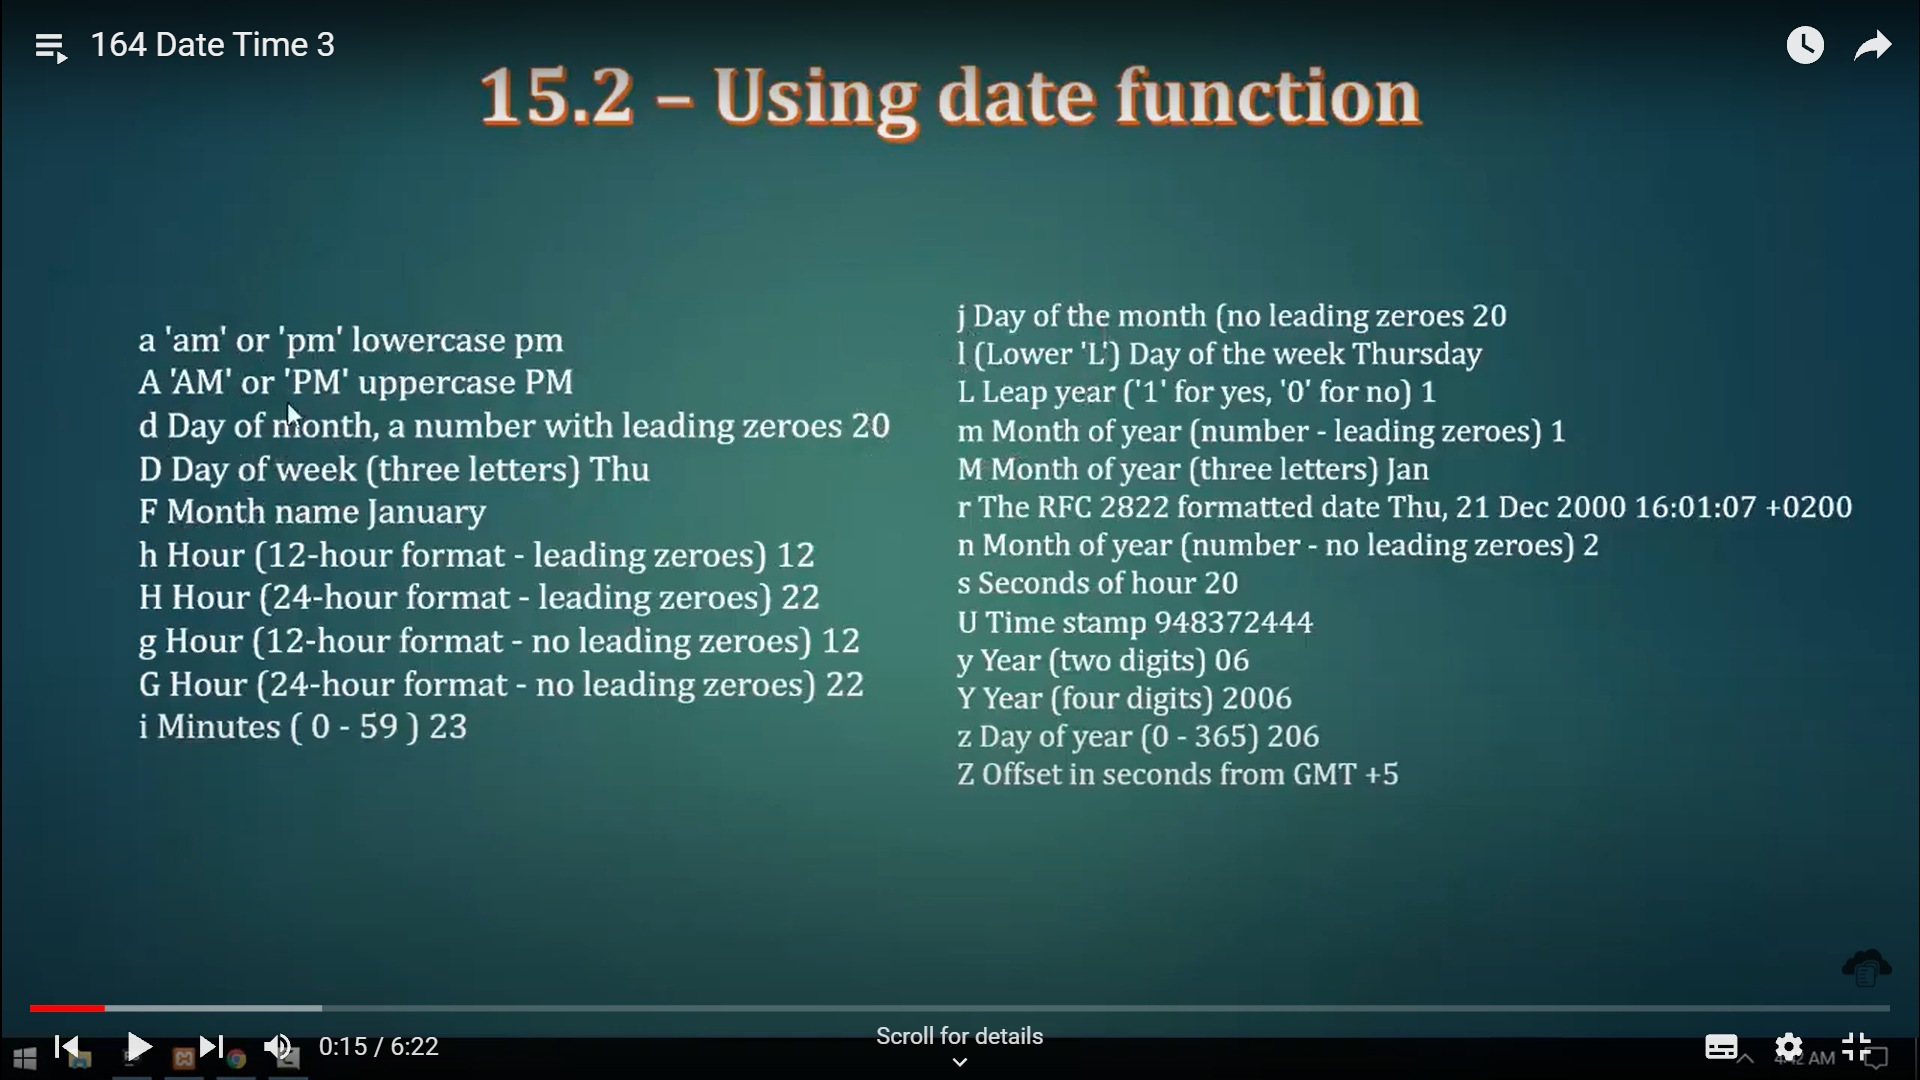 164 Date Time 3
15.2 – Using date function
a 'am' or 'pm' lowercase pm
A 'AM' or 'PM' uppercase PM
d Day of month, a number with leading zeroes 20
D Day of week (three letters) Thu
F Month name January
h Hour (12-hour format - leading zeroes) 12
H Hour (24-hour format - leading zeroes) 22
g Hour (12-hour format - no leading zeroes) 12
G Hour (24-hour format - no leading zeroes) 22
i Minutes ( 0 - 59 ) 23
j Day of the month (no leading zeroes 20
l (Lower 'L') Day of the week Thursday
L Leap year ('1' for yes, '0' for no) 1
m Month of year (number - leading zeroes) 1
M Month of year (three letters) Jan
r The RFC 2822 formatted date Thu, 21 Dec 2000 16:01:07 +0200
n Month of year (number - no leading zeroes) 2
s Seconds of hour 20
U Time stamp 948372444
y Year (two digits) 06
Y Year (four digits) 2006
z Day of year (0 - 365) 206
Z Offset in seconds from GMT +5
0:15 / 6:22
Scroll for details
AM